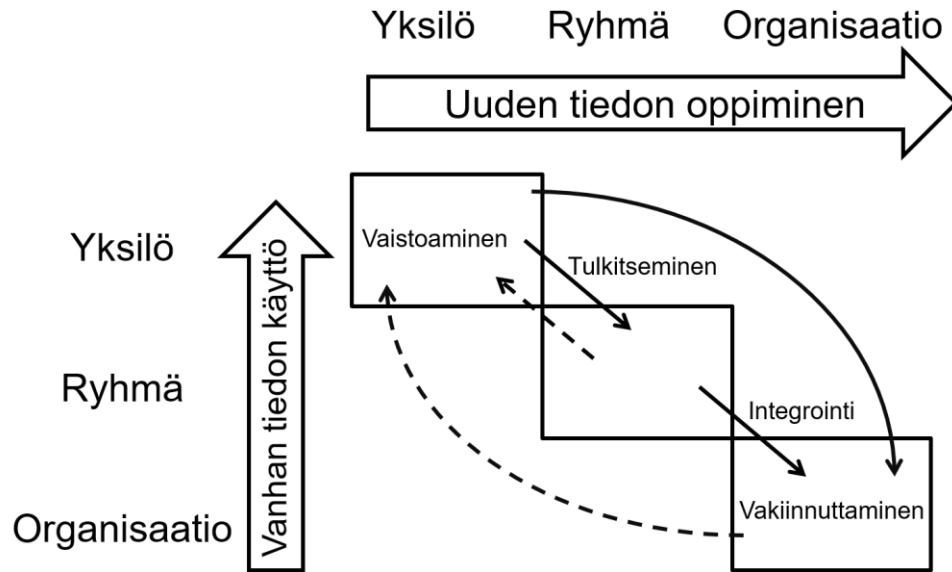 Yksilö Ryhmä Organisaatio
Uuden tiedon oppiminen
Yksilö
Ryhmä
Organisaatio
Vanhan tiedon käyttö
Vaistoaminen
Tulkitseminen
Integrointi
Vakiinnuttaminen